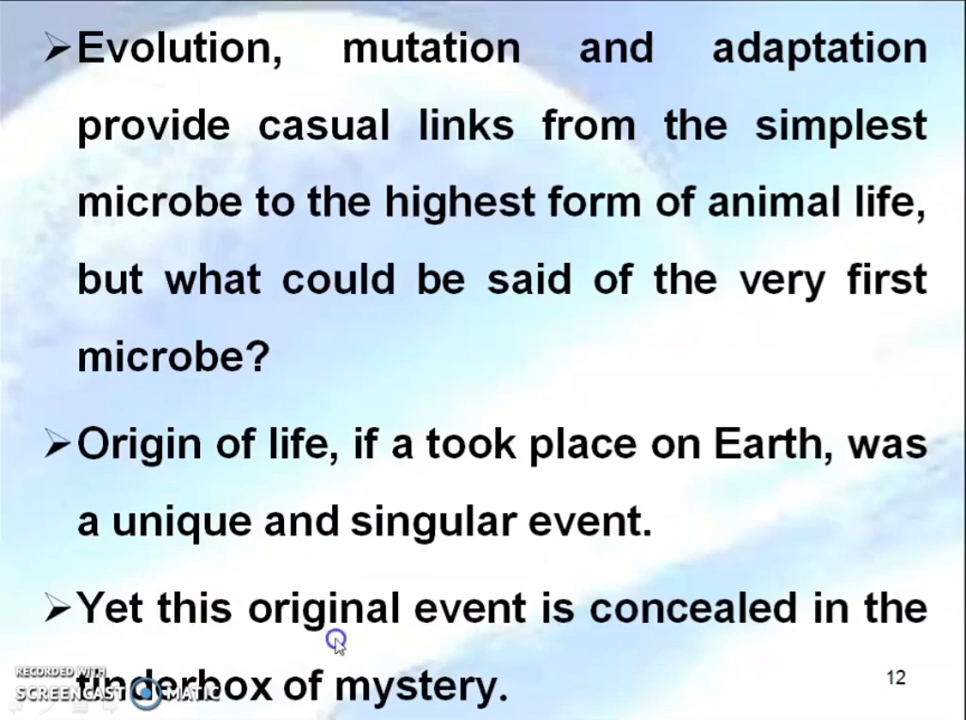 ➢Evolution, mutation and adaptation
provide casual links from the simplest
microbe to the highest form of animal life,
but what could be said of the very first
microbe?
➢Origin of life, if a took place on Earth, was
a unique and singular event.
➢Yet this original event is concealed in the
tinderbox of mystery.
12
RECORDED WITH
SCREENCAST MATIC